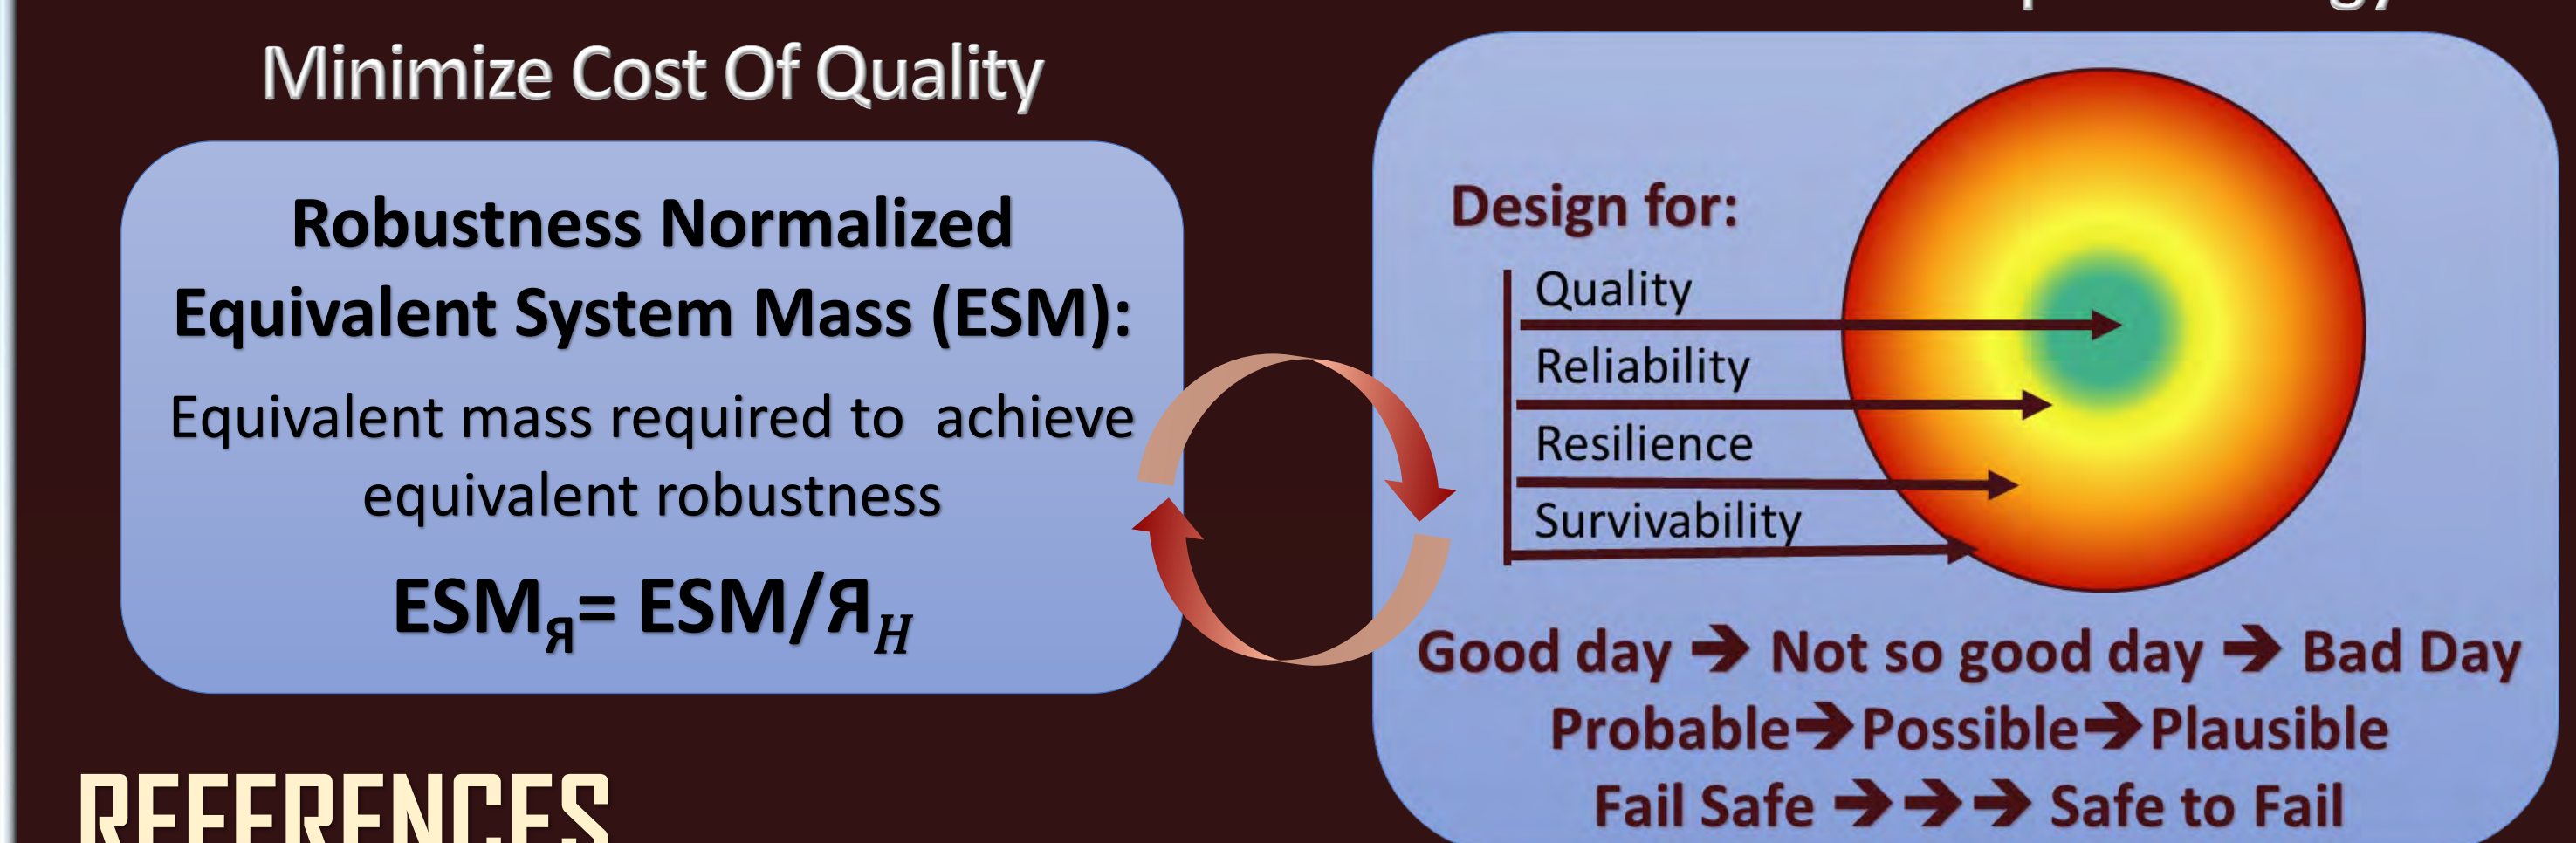 Minimize Cost Of Quality
Robustness Normalized
Equivalent System Mass (ESM):
Equivalent mass required to achieve
equivalent robustness
ESMᴙ= ESM/Я𝐻
Design for:
Quality
Reliability
Resilience
Survivability
Good day ➔ Not so good day ➔ Bad Day
Probable➔Possible➔Plausible
Fail Safe ➔➔➔ Safe to Fail
REFERENCES